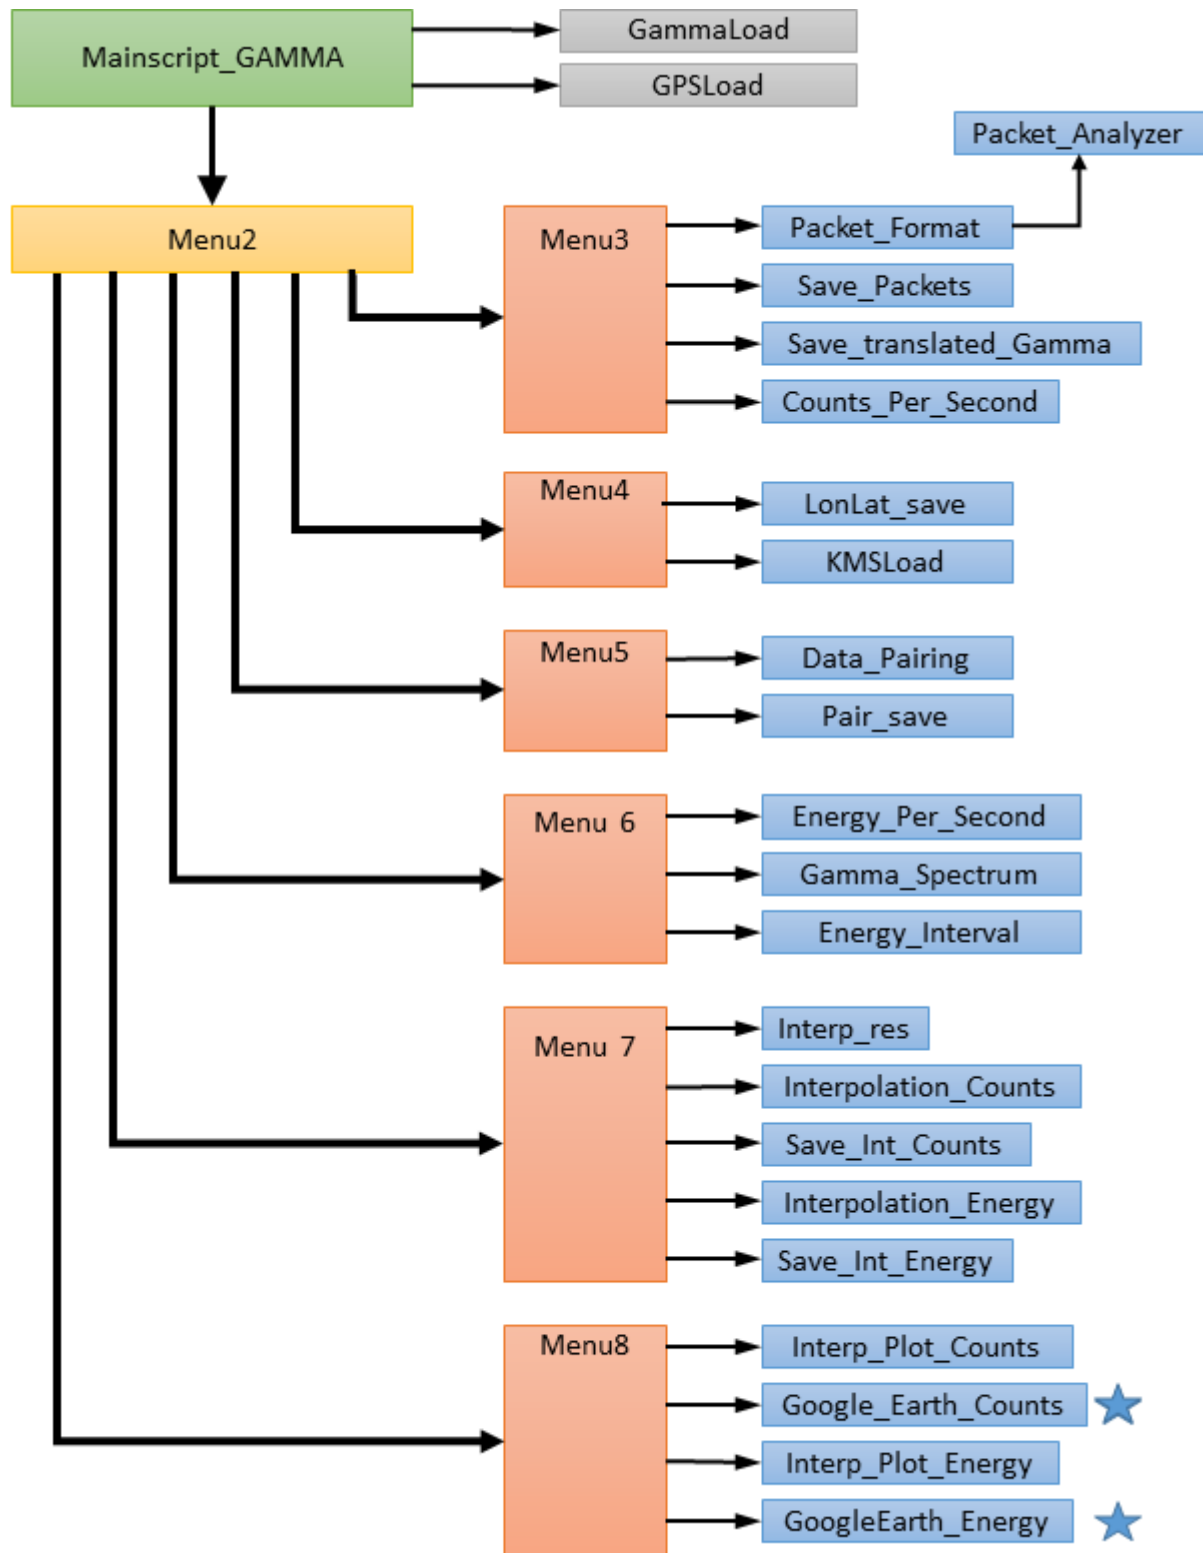 Mainscript_GAMMA
GammaLoad
GPSLoad
Packet_Analyzer
Menu2
Menu3
Packet_Format
Save_Packets
Save_translated_Gamma
Counts_Per_Second
Menu4
LonLat_save
KMSLoad
Menu5
Data_Pairing
Pair_save
Menu 6
Energy_Per_Second
Gamma_Spectrum
Energy_Interval
Menu 7
Interp_res
Interpolation_Counts
Save_Int_Counts
Interpolation_Energy
Save_Int_Energy
Menu8
Interp_Plot_Counts
Google_Earth_Counts
Interp_Plot_Energy
GoogleEarth_Energy